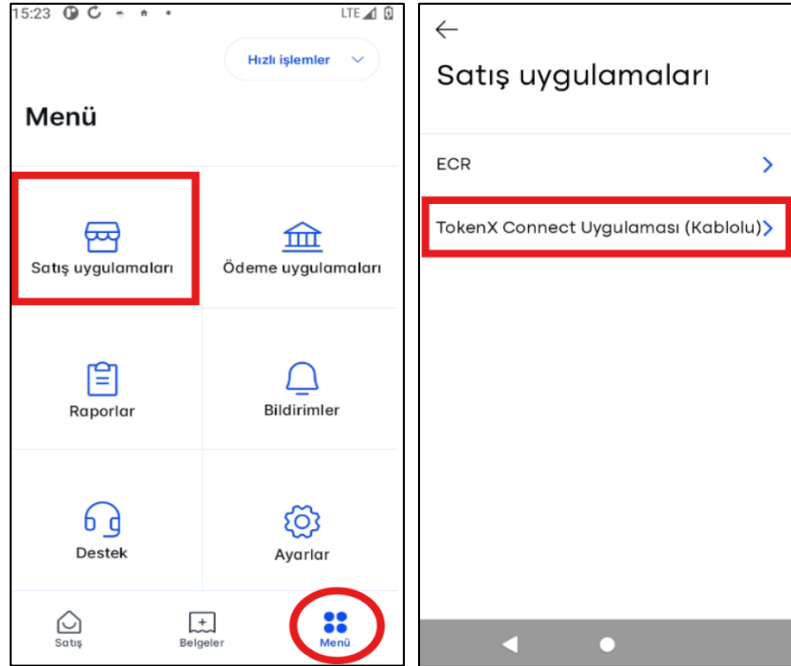 15:23
LTE
Hızlı işlemler
Menü
Satış uygulamaları
Ödeme uygulamaları
Raporlar
Bildirimler
Destek
Ayarlar
Satış
Belgeler
Menü
Satış uygulamaları
ECR
TokenX Connect Uygulaması (Kablolu)